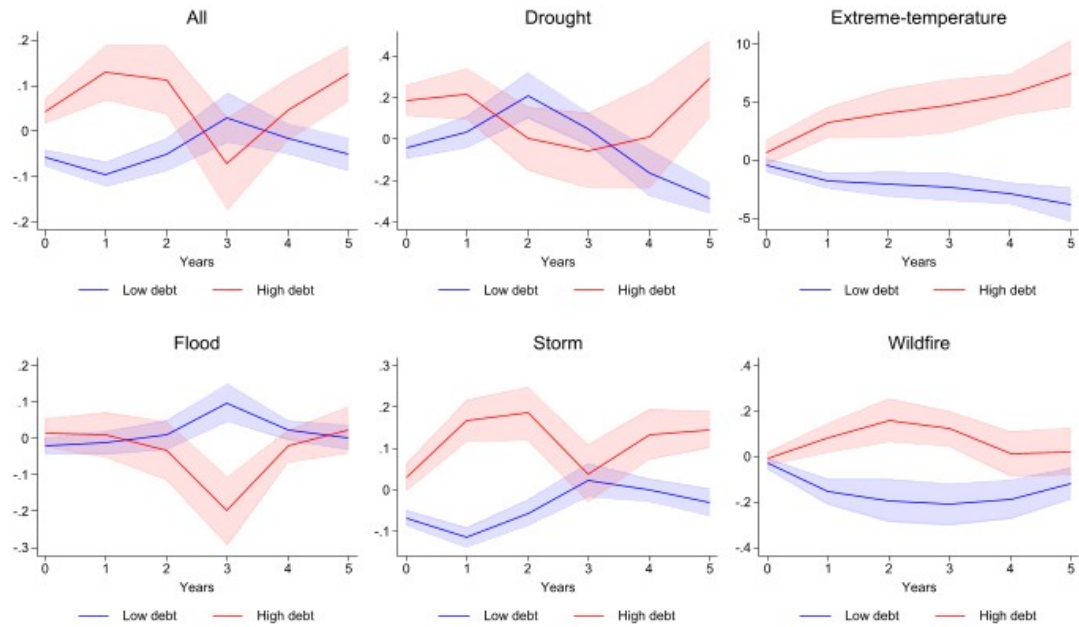 All
.2
.1
0
-.1
-.2
0 1 2 3 4 5
Years
Low debt High debt
Drought
.4
.2
0
-.2
-.4
0 1 2 3 4 5
Years
Low debt High debt
Extreme-temperature
10
5
0
-5
0 1 2 3 4 5
Years
Low debt High debt
Flood
.2
.1
0
-.1
-.2
-.3
0 1 2 3 4 5
Years
Low debt High debt
Storm
.3
.2
.1
0
-.1
0 1 2 3 4 5
Years
Low debt High debt
Wildfire
.4
.2
0
-.2
-.4
0 1 2 3 4 5
Years
Low debt High debt